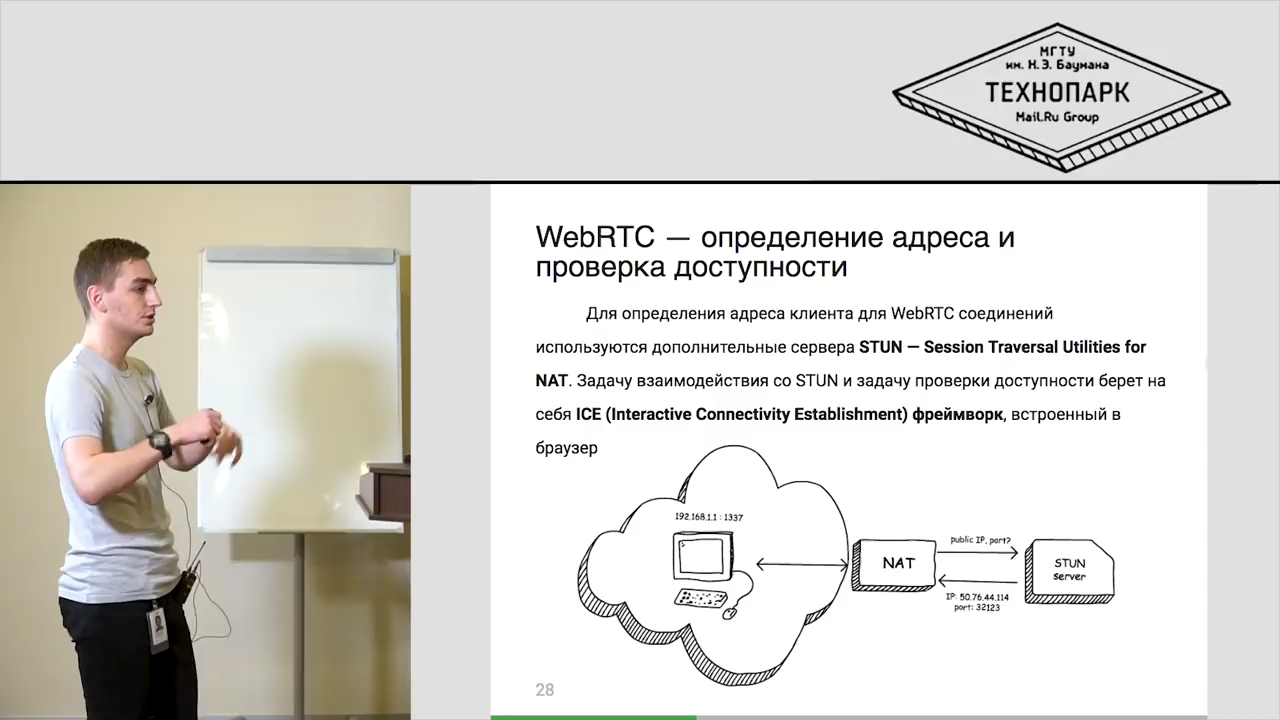 МГТУ
им. Н.Э. Баумана
ТЕХНОПАРК
Mail.Ru Group
WebRTC — определение адреса и
проверка доступности
Для определения адреса клиента для WebRTC соединений
используются дополнительные сервера STUN — Session Traversal Utilities for
NAT. Задачу взаимодействия со STUN и задачу проверки доступности берет на
себя ICE (Interactive Connectivity Establishment) фреймворк, встроенный в
браузер
192.168.1.1 : 1337
NAT
public IP, port?
IP: 50.76.44.114
port: 32123
STUN
server
28